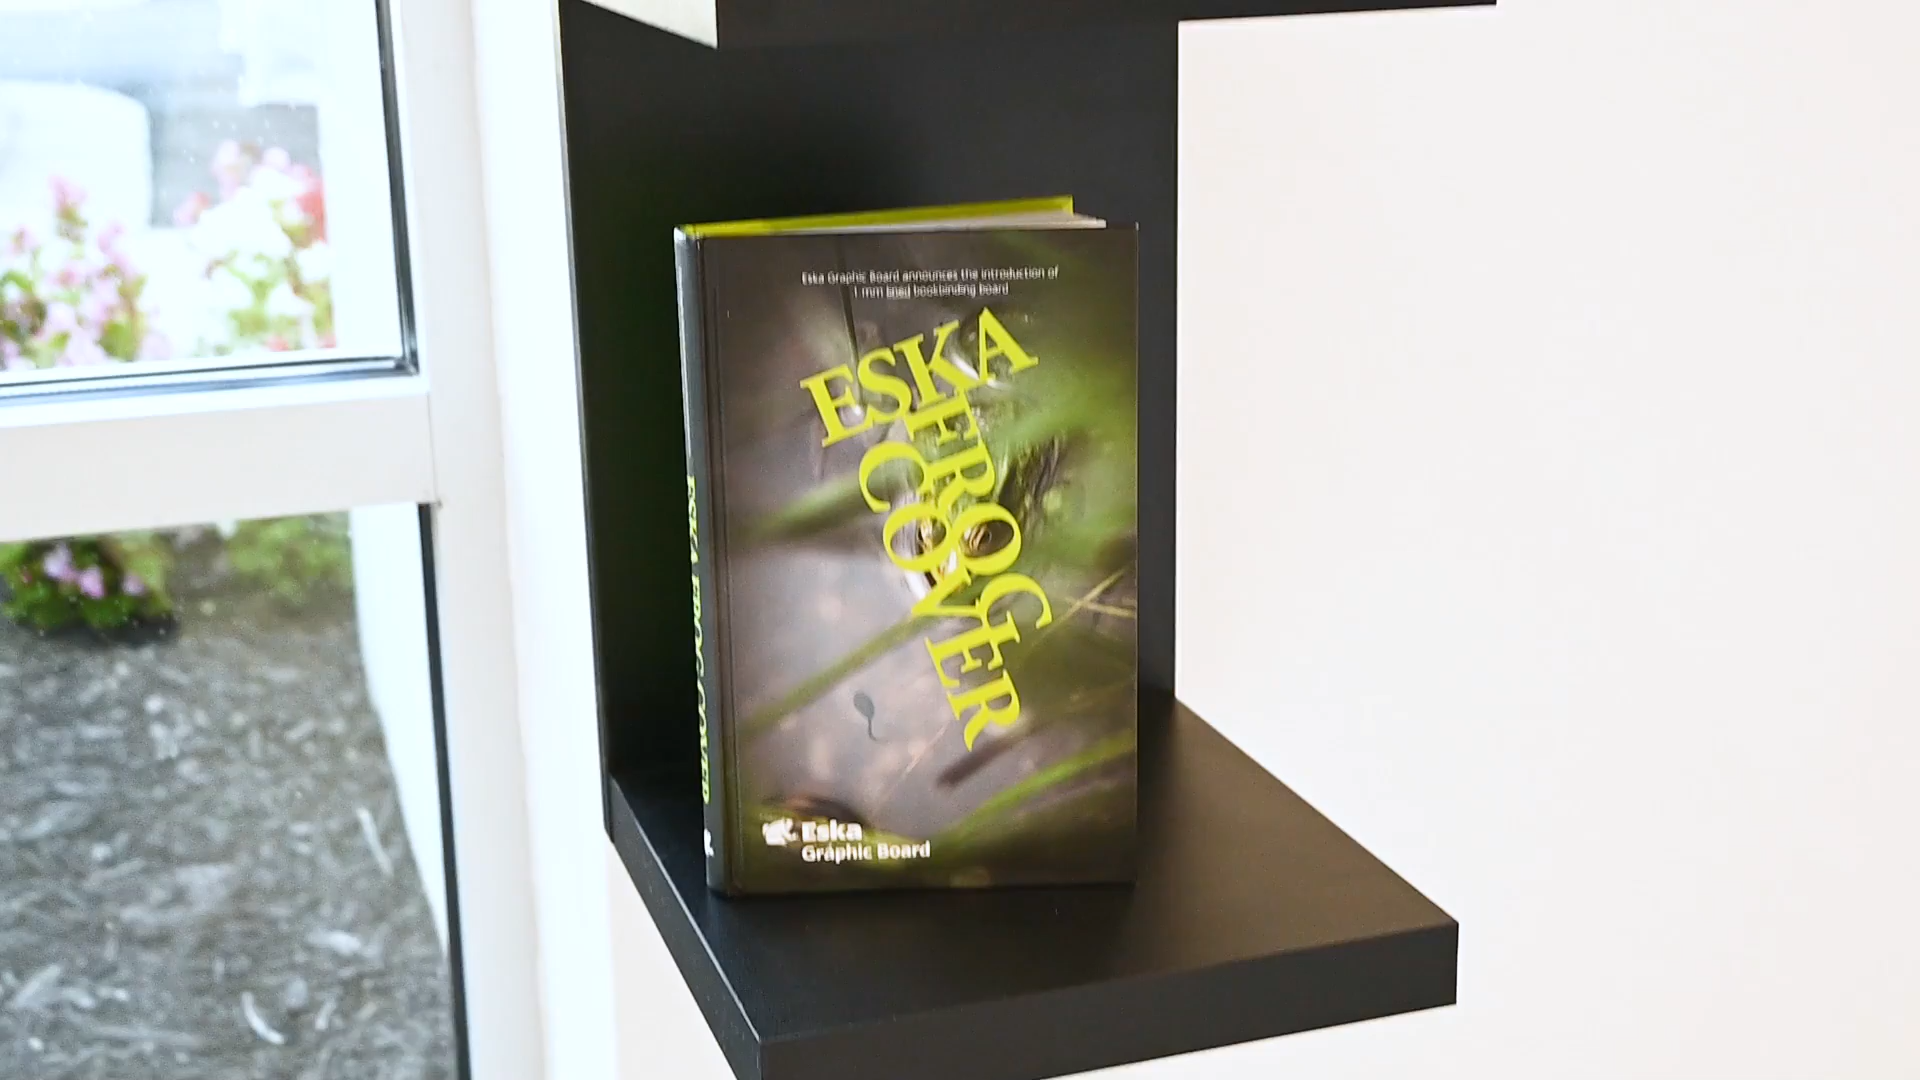 Eska Graphic Board announces the introduction of
1 mm lined bookbinding board
ESKA
FROG
COVER
Eska
Graphic Board
ESKA FROG COVER